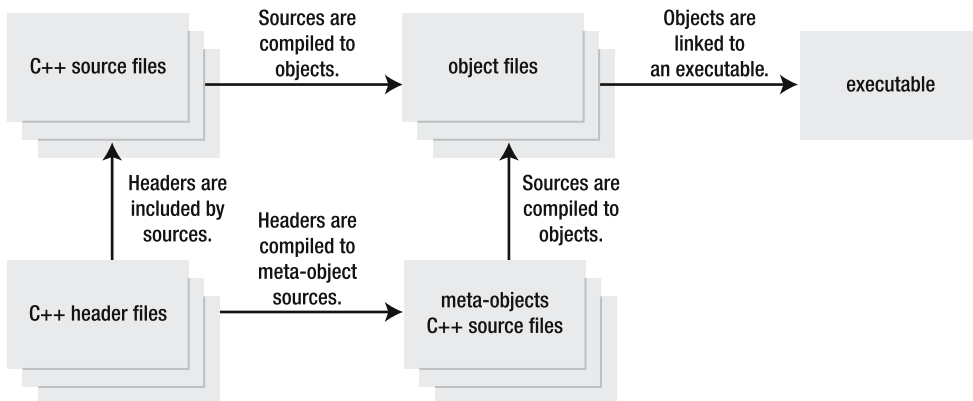 C++ source files
Sources are
compiled to
objects.
object files
Objects are
linked to
an executable.
executable
Headers are
included by
sources.
Headers are
compiled to
meta-object
sources.
Sources are
compiled to
objects.
C++ header files
meta-objects
C++ source files